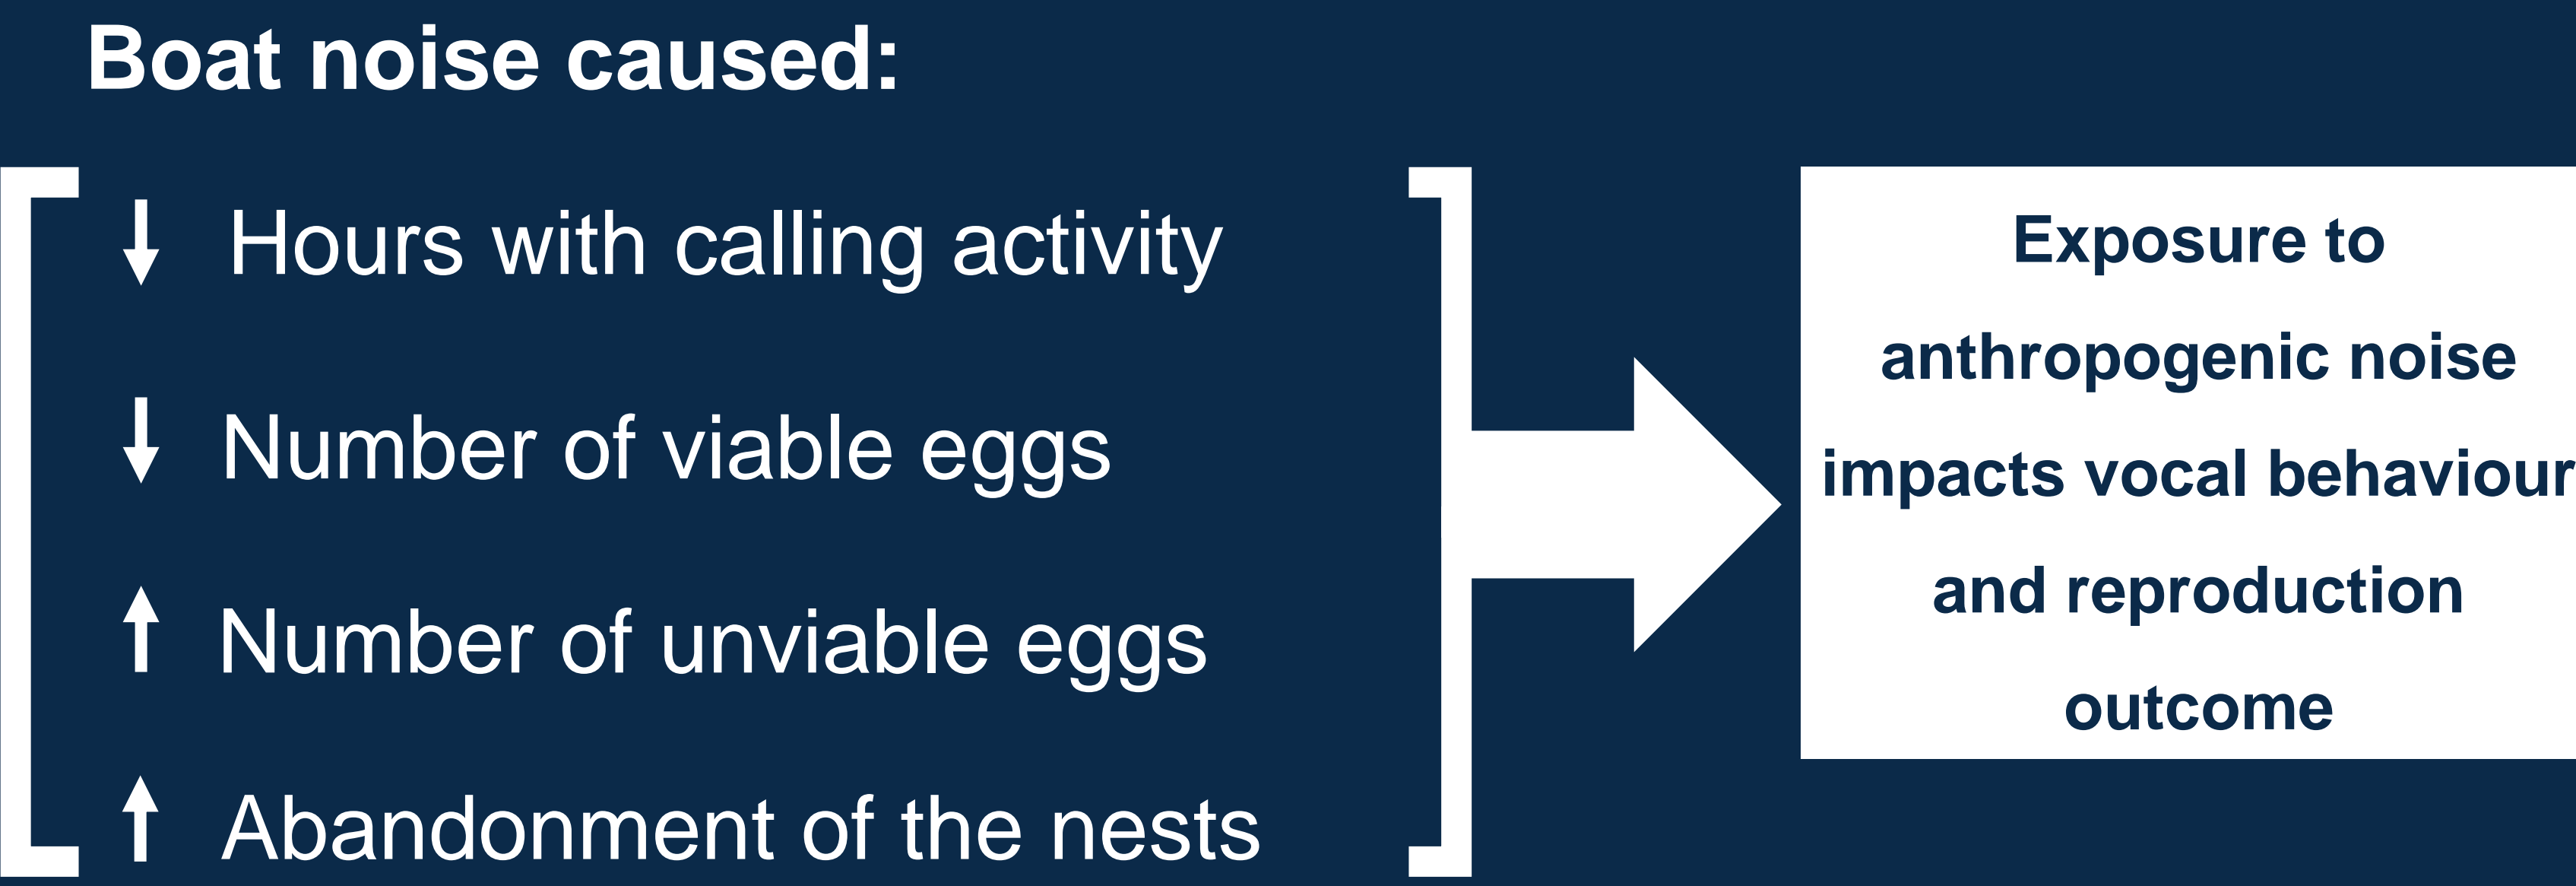 Boat noise caused:
↓ Hours with calling activity
↓ Number of viable eggs
↑ Number of unviable eggs
↑ Abandonment of the nests
Exposure to
anthropogenic noise
impacts vocal behaviour
and reproduction
outcome